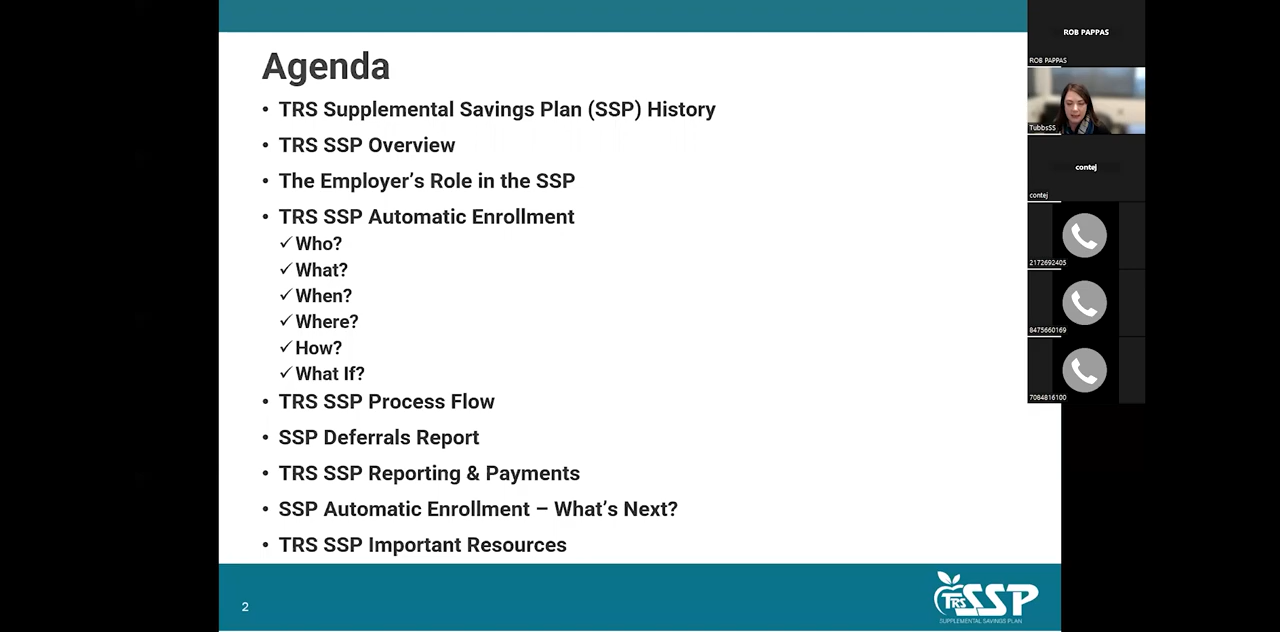 Agenda
• TRS Supplemental Savings Plan (SSP) History
• TRS SSP Overview
• The Employer’s Role in the SSP
• TRS SSP Automatic Enrollment
✓ Who?
✓ What?
✓ When?
✓ Where?
✓ How?
✓ What If?
• TRS SSP Process Flow
• SSP Deferrals Report
• TRS SSP Reporting & Payments
• SSP Automatic Enrollment – What’s Next?
• TRS SSP Important Resources
2
TRS SSP
SUPPLEMENTAL SAVINGS PLAN
ROB PAPPAS
ROB PAPPAS
TubbsSS
contej
contej
2172692405
8475660169
7084816100